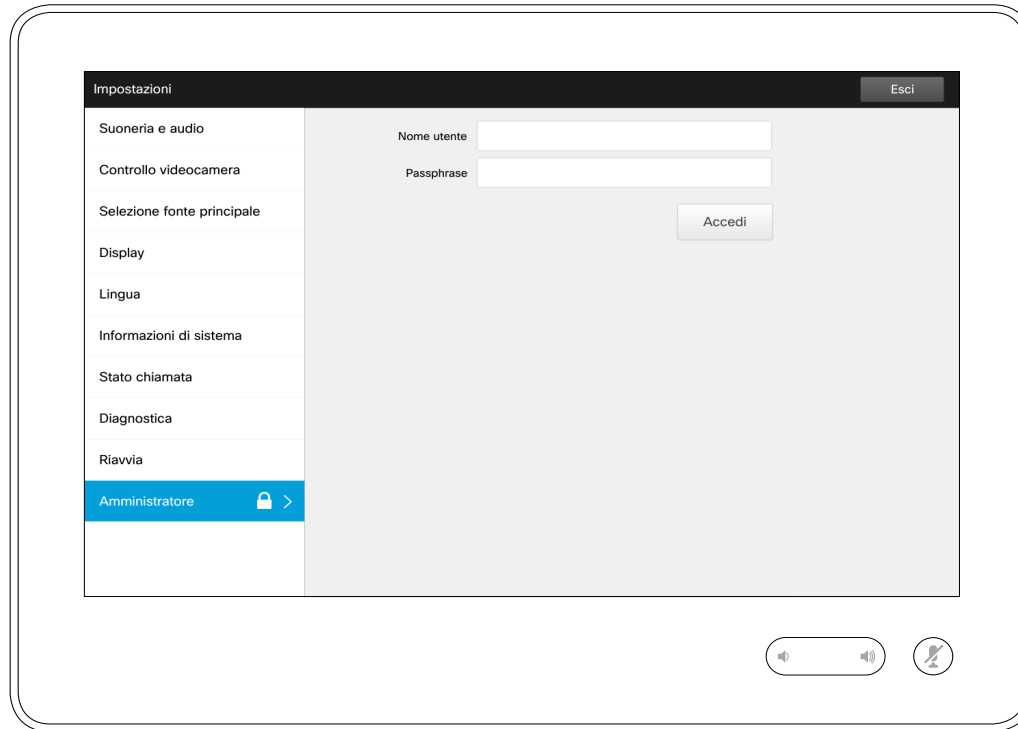 Impostazioni
Esci
Suoneria e audio
Controllo videocamera
Selezione fonte principale
Display
Lingua
Informazioni di sistema
Stato chiamata
Diagnostica
Riavvia
Amministratore
Nome utente
Passphrase
Accedi